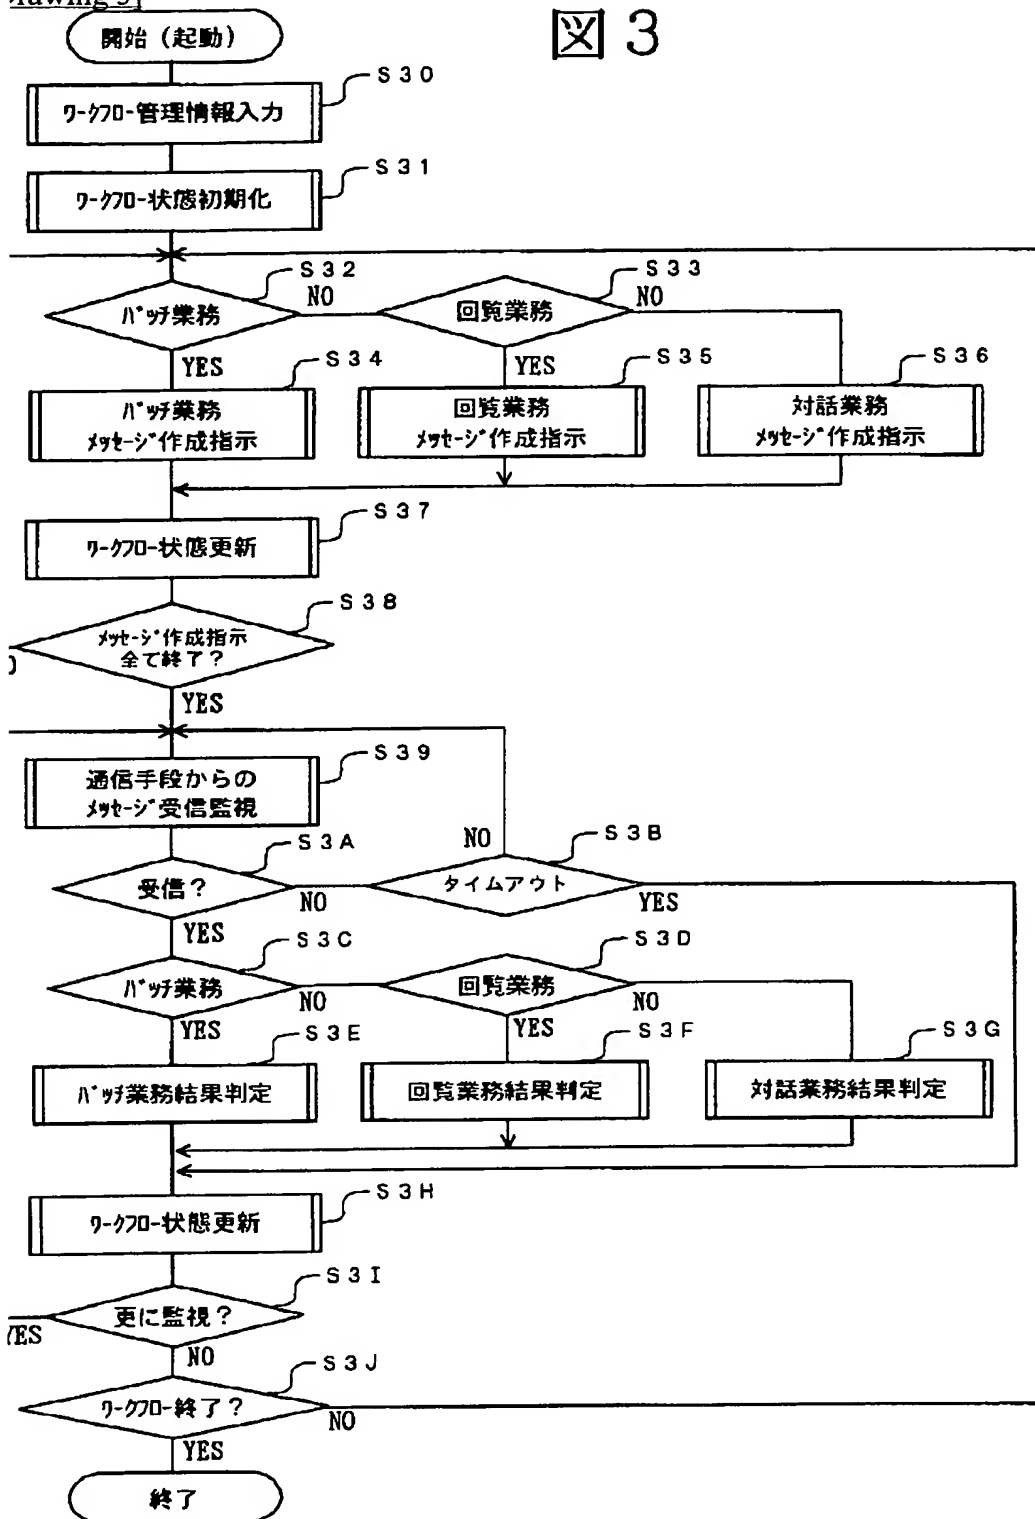 rawing 3]
図3
開始（起動）
S30
ワークフロー管理情報入力
S31
ワークフロー状態初期化
S32
バッチ業務
NO
S33
回覧業務
NO
YES
YES
S34
バッチ業務
メッセージ作成指示
S35
回覧業務
メッセージ作成指示
S36
対話業務
メッセージ作成指示
S37
ワークフロー状態更新
S38
メッセージ作成指示
全て終了？
YES
S39
通信手段からの
メッセージ受信監視
S3A
受信？
NO
S3B
NO
タイムアウト
YES
YES
S3C
バッチ業務
NO
S3D
回覧業務
NO
YES
YES
S3E
バッチ業務結果判定
S3F
回覧業務結果判定
S3G
対話業務結果判定
S3H
ワークフロー状態更新
S3I
更に監視？
YES
NO
S3J
ワークフロー終了？
NO
YES
終了